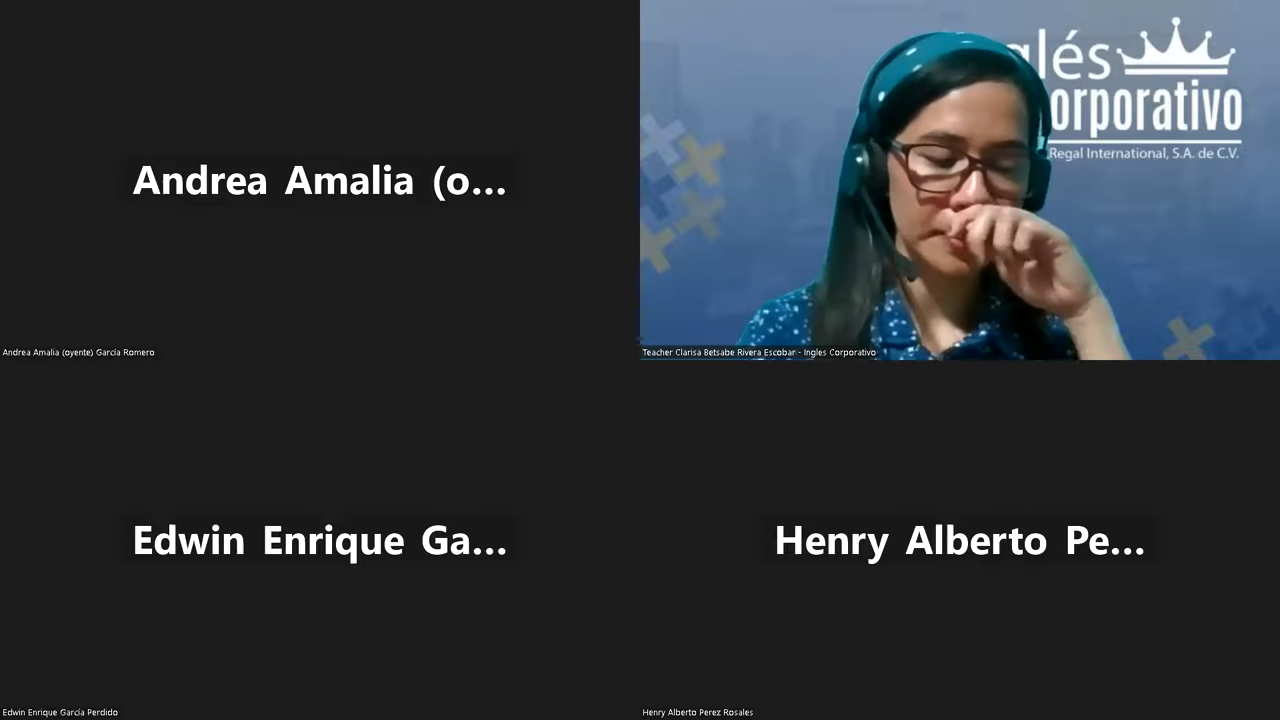 Andrea Amalia (o...
Andrea Amalia (oyente) García Romero
glés
orporativo
Regal International, S.A. de C.V.
Teacher Clarisa Betsabe Rivera Escobar - Ingles Corporativo
Edwin Enrique Ga...
Edwin Enrique García Perdido
Henry Alberto Pe...
Henry Alberto Perez Rosales